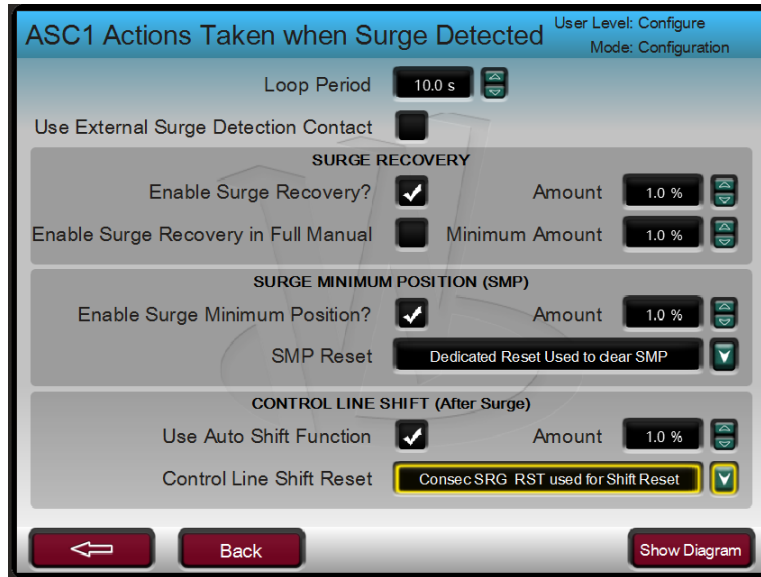 ASC1 Actions Taken when Surge Detected
User Level: Configure
Mode: Configuration
Loop Period 10.0 s
Use External Surge Detection Contact
SURGE RECOVERY
Enable Surge Recovery? Amount 1.0 %
Enable Surge Recovery in Full Manual Minimum Amount 1.0 %
SURGE MINIMUM POSITION (SMP)
Enable Surge Minimum Position? Amount 1.0 %
SMP Reset Dedicated Reset Used to clear SMP
CONTROL LINE SHIFT (After Surge)
Use Auto Shift Function Amount 1.0 %
Control Line Shift Reset Consec SRG RST used for Shift Reset
Back Show Diagram